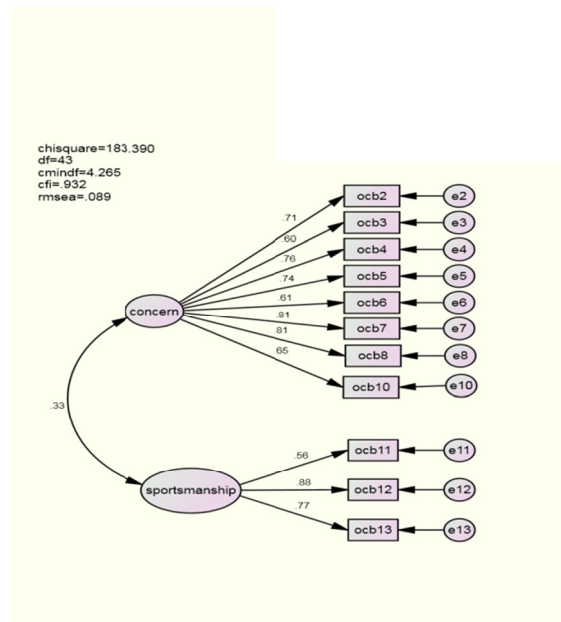 chisquare=183.390
df=43
cmindf=4.265
cfi=.932
rmsea=.089
ocb2
e2
.71
ocb3
e3
.60
ocb4
e4
.76
ocb5
e5
.74
ocb6
e6
.61
concern
ocb7
e7
.81
ocb8
e8
.81
ocb10
e10
65
.33
ocb11
e11
.56
sportsmanship
ocb12
e12
.88
ocb13
e13
.77